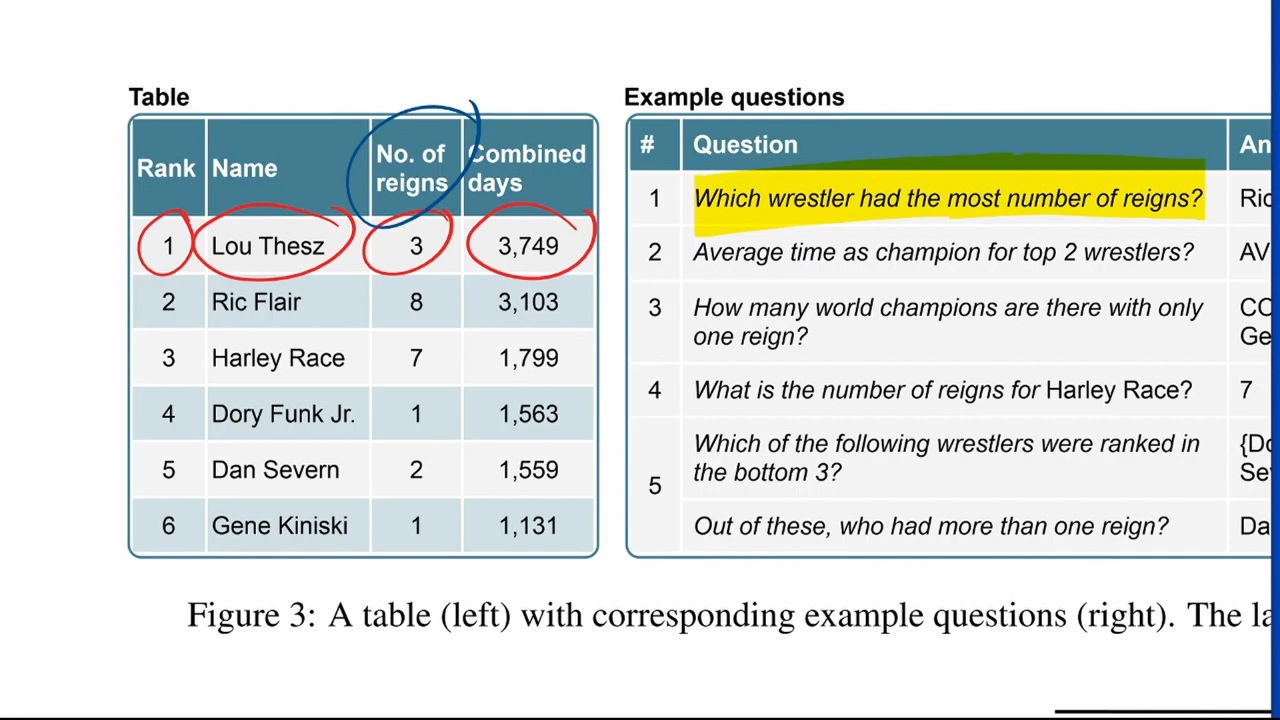 Table
Rank Name No. of reigns Combined days
1 Lou Thesz 3 3,749
2 Ric Flair 8 3,103
3 Harley Race 7 1,799
4 Dory Funk Jr. 1 1,563
5 Dan Severn 2 1,559
6 Gene Kiniski 1 1,131
Example questions
# Question
1 Which wrestler had the most number of reigns?
2 Average time as champion for top 2 wrestlers?
3 How many world champions are there with only
one reign?
4 What is the number of reigns for Harley Race? 7
5 Which of the following wrestlers were ranked in
the bottom 3?
Out of these, who had more than one reign?
Figure 3: A table (left) with corresponding example questions (right). The